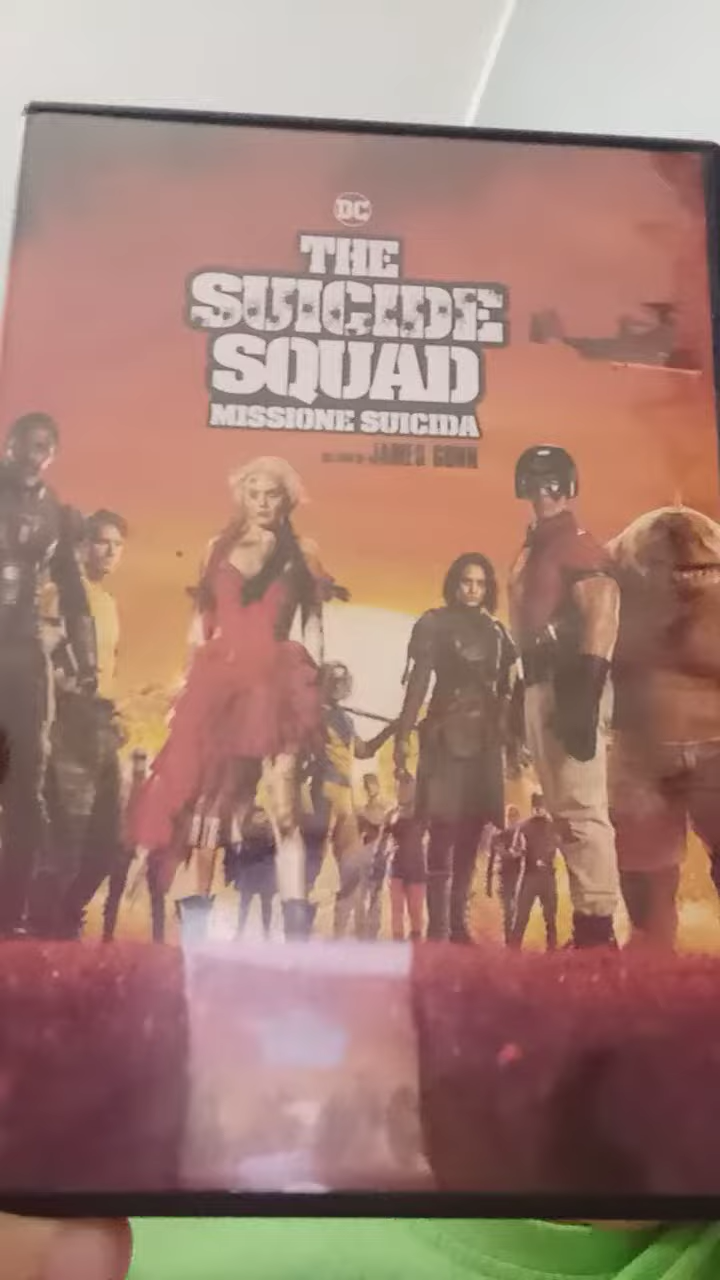 DC
THE
SUICIDE
SQUAD
MISSIONE SUICIDA
JAMES GUNN